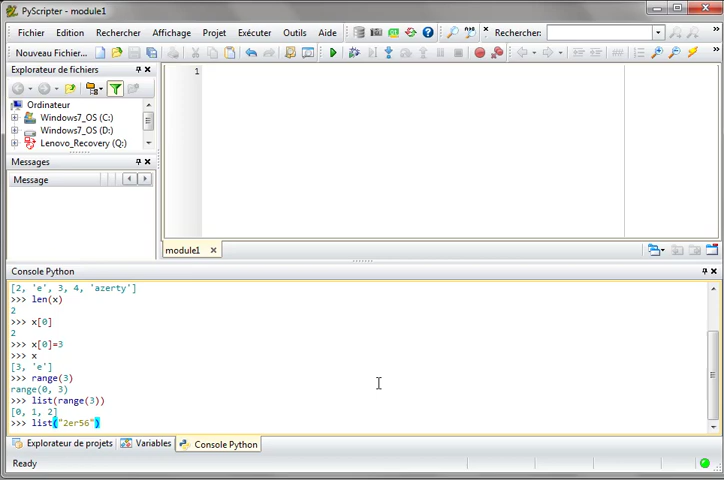 PyScripter - module1
Fichier Edition Rechercher Affichage Projet Exécuter Outils Aide Rechercher:
Nouveau Fichier...
Explorateur de fichiers
Ordinateur
Windows7_OS (C:)
Windows7_OS (D:)
Lenovo_Recovery (Q:)
Messages
Message
1
module1
Console Python
[2, 'e', 3, 4, 'azerty']
>>> len(x)
2
>>> x[0]
2
>>> x[0]=3
>>> x
[3, 'e']
>>> range(3)
range(0, 3)
>>> list(range(3))
[0, 1, 2]
>>> list("2er56")
Explorateur de projets Variables Console Python
Ready